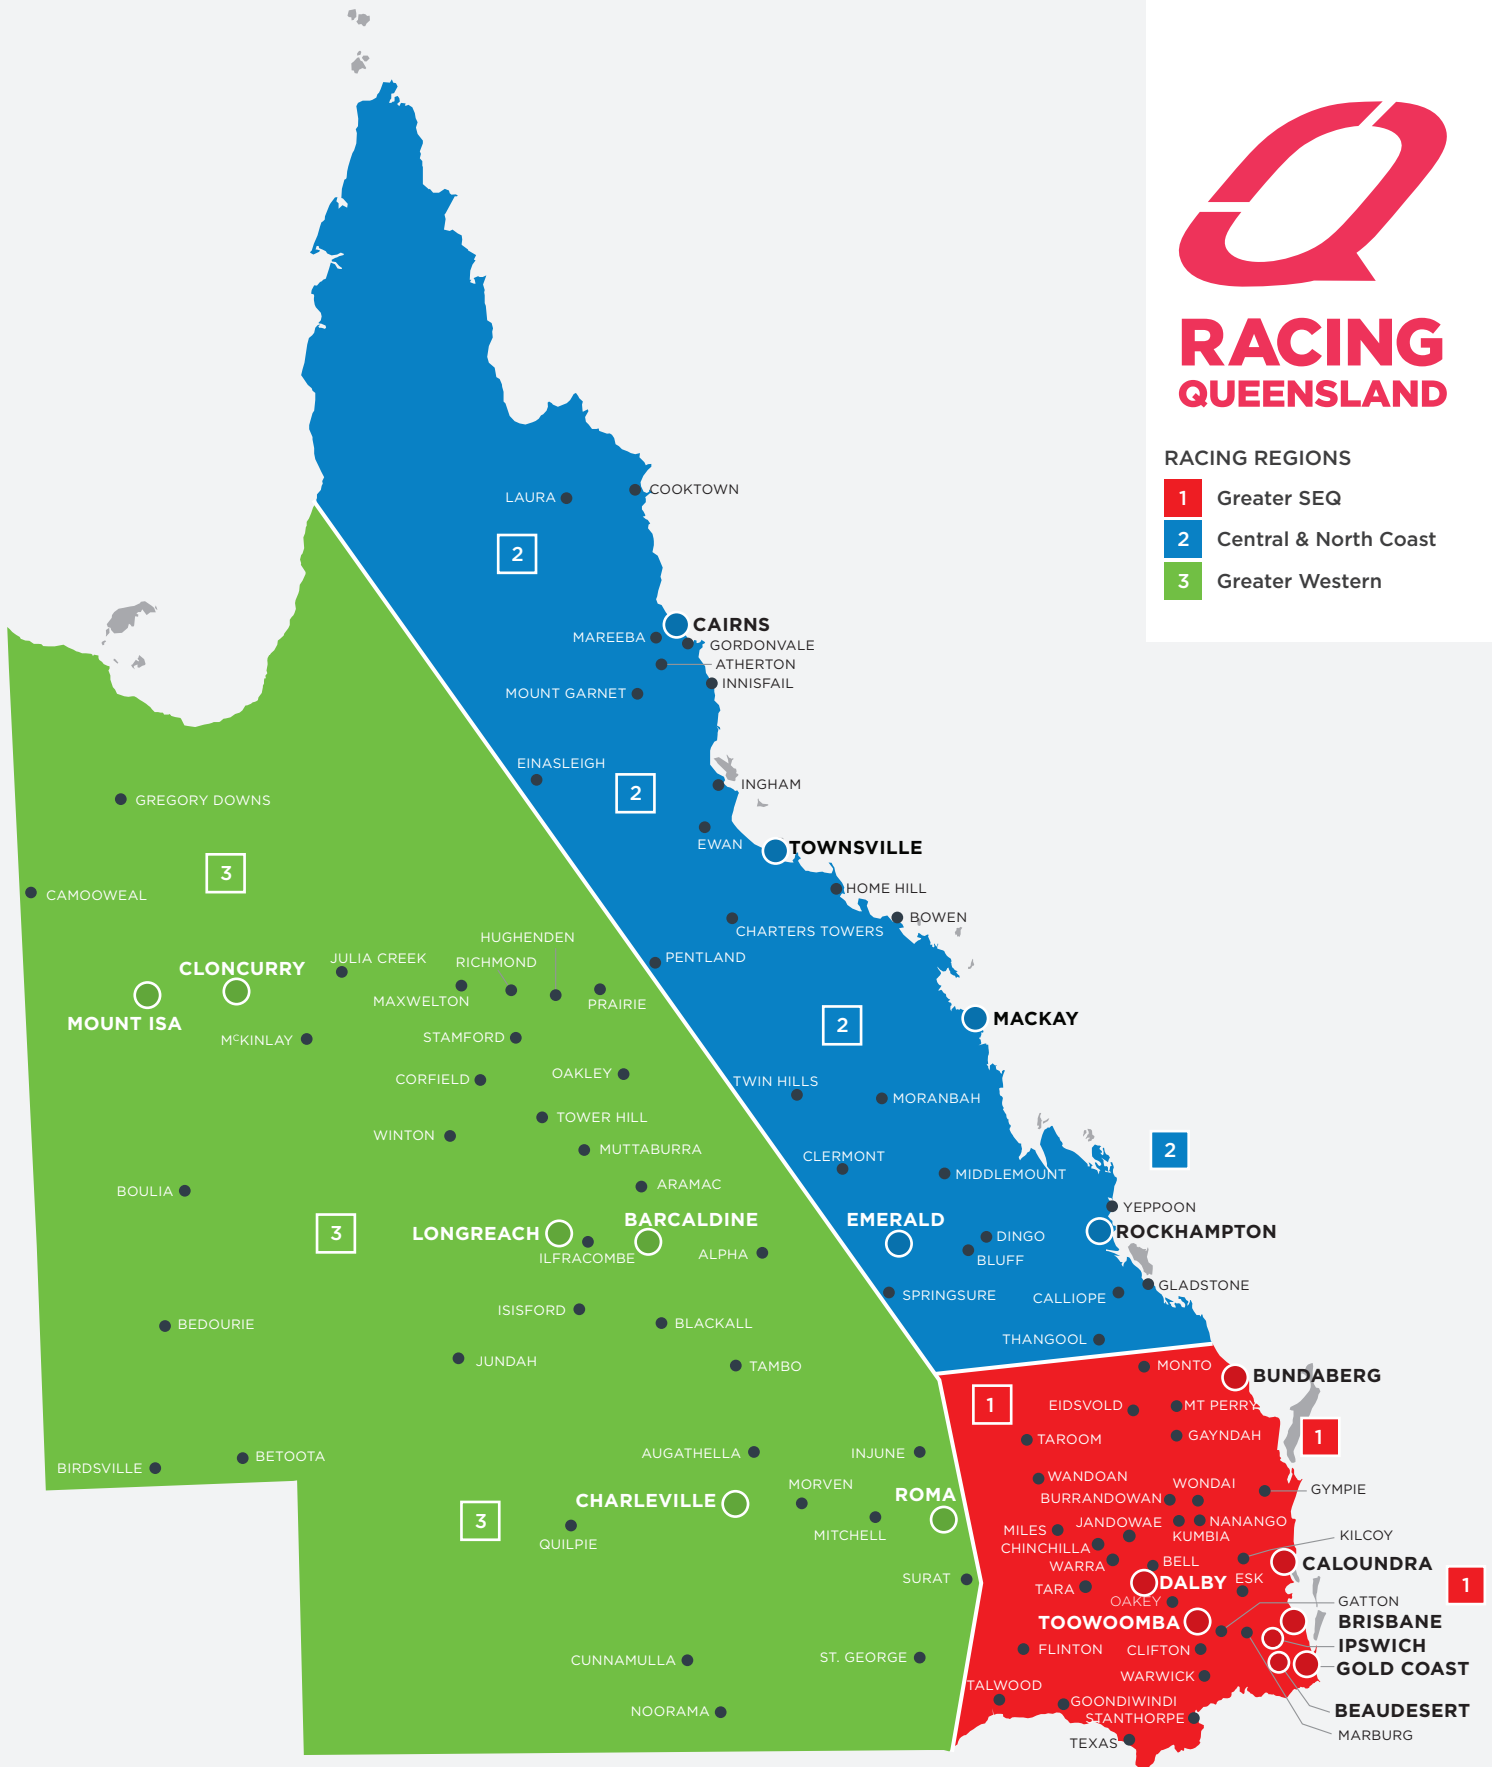 RACING
QUEENSLAND
RACING REGIONS
1 Greater SEQ
2 Central & North Coast
3 Greater Western
LAURA
COOKTOWN
2
CAIRNS
MAREEBA
GORDONVALE
ATHERTON
INNISFAIL
MOUNT GARNET
EINASLEIGH
2
INGHAM
GREGORY DOWNS
EWAN
TOWNSVILLE
3
HOME HILL
CAMOOWEAL
BOWEN
CHARTERS TOWERS
HUGHENDEN
PENTLAND
JULIA CREEK
RICHMOND
CLONCURRY
MAXWELTON
PRAIRIE
MOUNT ISA
MACKAY
2
McKINLAY
STAMFORD
OAKLEY
CORFIELD
TWIN HILLS
MORANBAH
TOWER HILL
WINTON
MUTTABURRA
2
CLERMONT
MIDDLEMOUNT
BOULIA
ARAMAC
YEPPOON
3
LONGREACH
BARCALDINE
EMERALD
ROCKHAMPTON
DINGO
ILFRACOMBE
ALPHA
BLUFF
GLADSTONE
SPRINGSURE
CALLIOPE
ISISFORD
BLACKALL
BEDOURIE
THANGOOL
JUNDAH
TAMBO
MONTO
BUNDABERG
1
EIDSVOLD
MT PERRY
TAROOM
GAYNDAH
1
BETOOTA
BIRDSVILLE
AUGATHELLA
INJUNE
WANDOAN
WONDAI
GYMPIE
MORVEN
ROMA
BURRANDOWAN
CHARLEVILLE
3
QUILPIE
MITCHELL
JANDOWAE
NANANGO
MILES
KUMBIA
KILCOY
CHINCHILLA
WARRA
BELL
CALOUNDRA
SURAT
TARA
DALBY
ESK
1
OAKEY
GATTON
TOOWOOMBA
BRISBANE
FLINTON
CLIFTON
IPSWICH
CUNNAMULLA
ST. GEORGE
GOLD COAST
WARWICK
TALWOOD
GOONDIWINDI
NOORAMA
STANTHORPE
BEAUDESERT
TEXAS
MARBURG